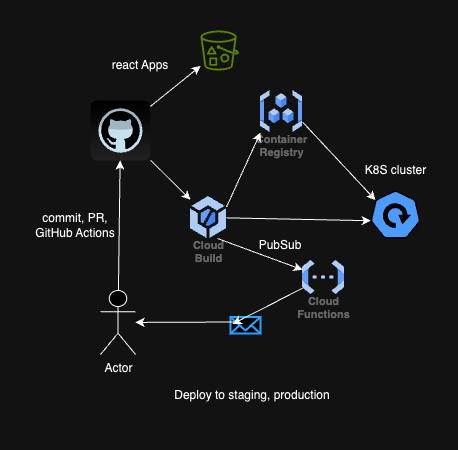 react Apps
Container
Registry
K8S cluster
commit, PR,
GitHub Actions
Cloud
Build
PubSub
Cloud
Functions
Actor
Deploy to staging, production